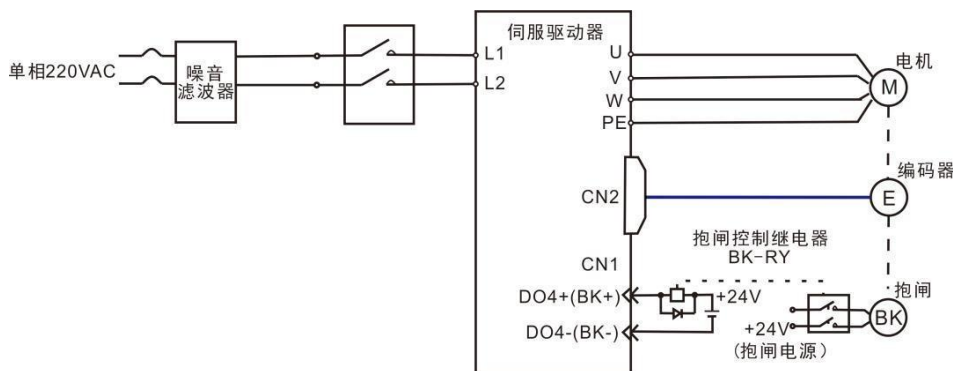 伺服驱动器
单相220VAC
噪音
滤波器
L1
L2
U
V
W
PE
电机
M
编码器
CN2
E
抱闸控制继电器
BK-RY
CN1
抱闸
DO4+(BK+)
+24V
BK
DO4-(BK-)
+24V
(抱闸电源)